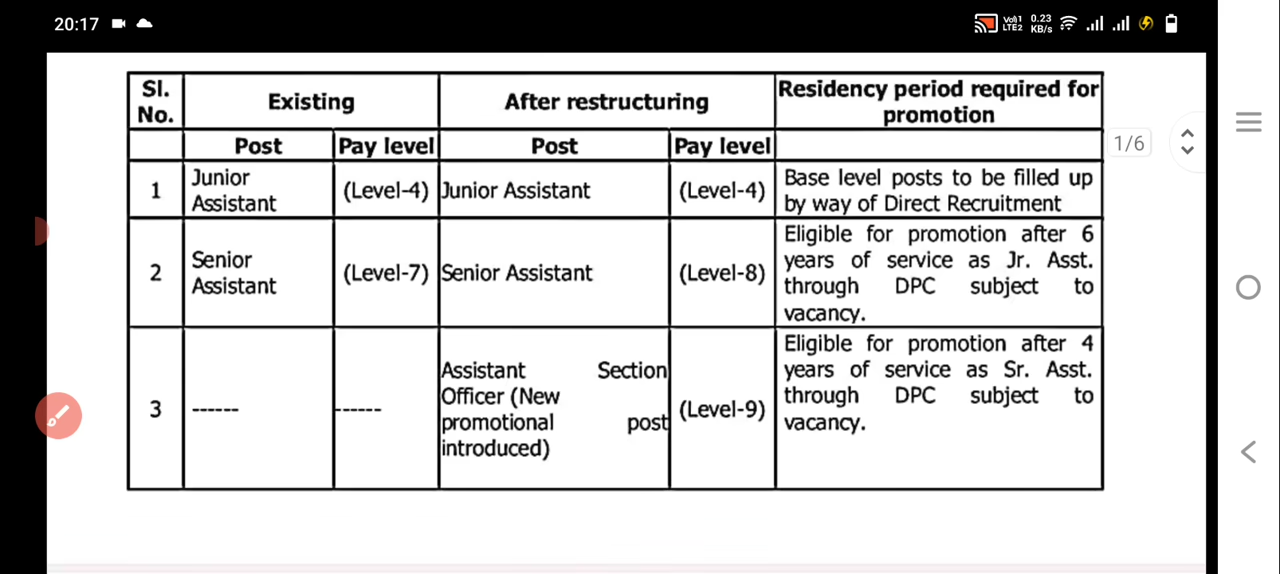 20:17
Vol) 1
LTE2
0.23
KB/s
Sl.
No.
Existing
After restructuring
Residency period required for
promotion
Post
Pay level
Post
Pay level
1/6
1
Junior
Assistant
(Level-4)
Junior Assistant
(Level-4)
Base level posts to be filled up
by way of Direct Recruitment
2
Senior
Assistant
(Level-7)
Senior Assistant
(Level-8)
Eligible for promotion after 6
years of service as Jr. Asst.
through DPC subject to
vacancy.
3
------
------
Assistant Section
Officer (New
promotional post
introduced)
(Level-9)
Eligible for promotion after 4
years of service as Sr. Asst.
through DPC subject to
vacancy.